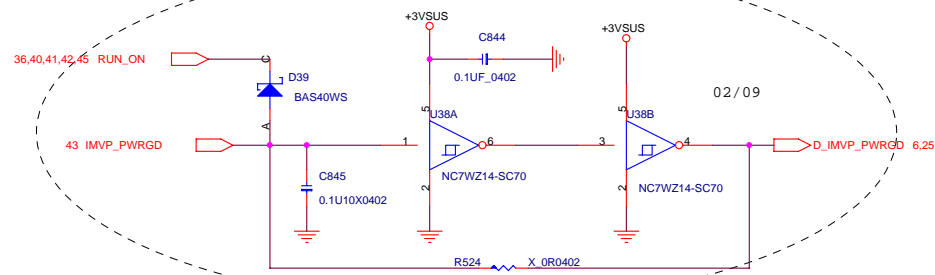 +3VSUS
+3VSUS
C844
36,40,41,42,45 RUN_ON
C
0.1UF_0402
D39
BAS40WS
02/09
A
5
U38A
5
U38B
43 IMVP_PWRGD
1
6
3
4
D_IMVP_PWRGD 6,25
C845
0.1U10X0402
2
NC7WZ14-SC70
2
NC7WZ14-SC70
R524
X_0R0402